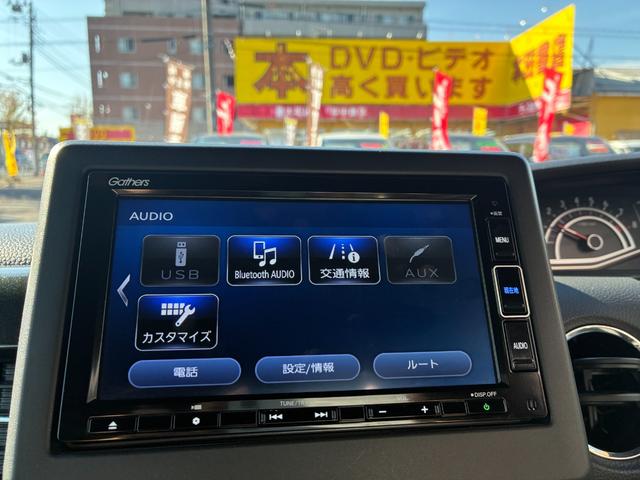 本 DVD・ビデオ
高く買います
Gathers
AUDIO
USB
Bluetooth AUDIO
交通情報
AUX
カスタマイズ
電話
設定/情報
ルート
MENU
現在地
AUDIO
DISP.OFF
TUNE/TR
VOL